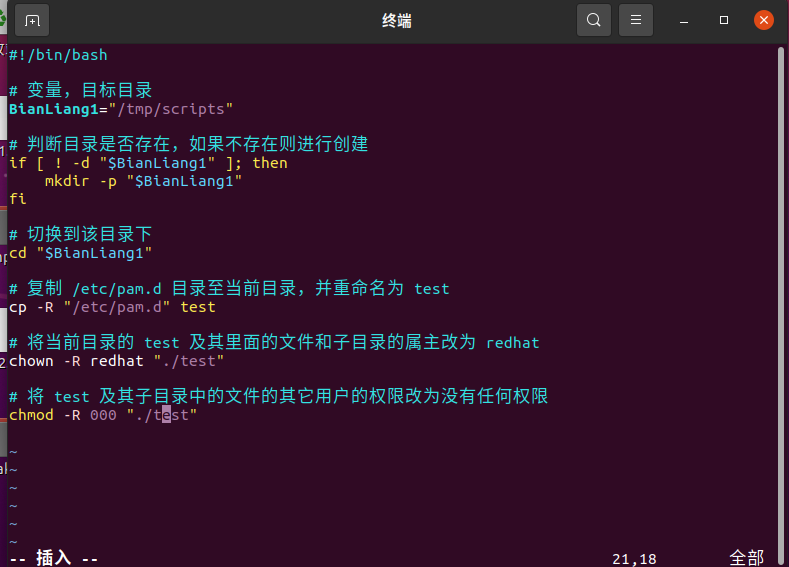 终端
#!/bin/bash
# 变量，目标目录
BianLiang1="/tmp/scripts"
# 判断目录是否存在，如果不存在则进行创建
if [ ! -d "$BianLiang1" ]; then
    mkdir -p "$BianLiang1"
fi
# 切换到该目录下
cd "$BianLiang1"
# 复制 /etc/pam.d 目录至当前目录，并重命名为 test
cp -R "/etc/pam.d" test
# 将当前目录的 test 及其里面的文件和子目录的属主改为 redhat
chown -R redhat "./test"
# 将 test 及其子目录中的文件的其它用户的权限改为没有任何权限
chmod -R 000 "./test"
~
~
~
~
~
~
-- 插入 -- 21,18 全部